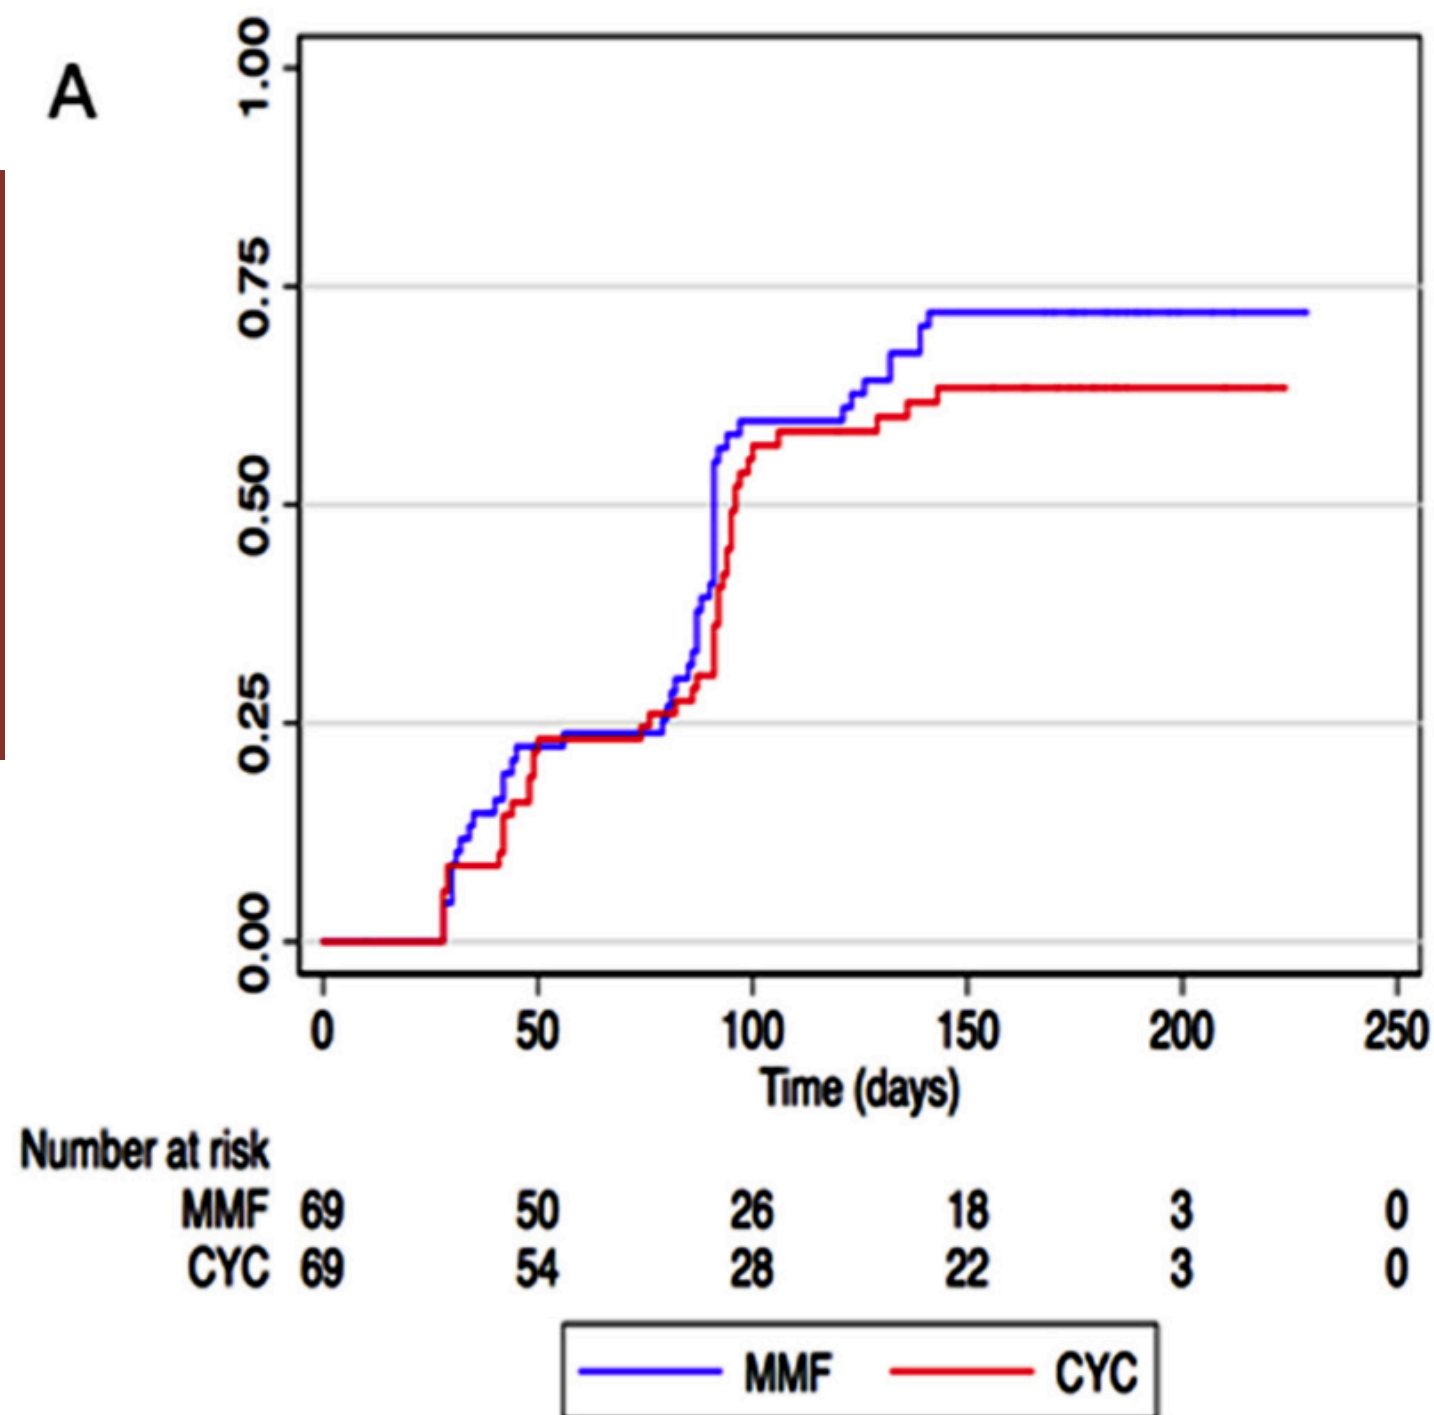 A
1.00
0.75
0.50
0.25
0.00
0 50 100 150 200 250
Time (days)
Number at risk
MMF 69 50 26 18 3 0
CYC 69 54 28 22 3 0
MMF CYC